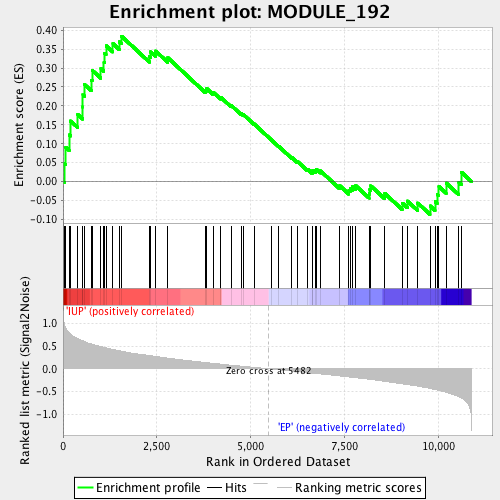 Enrichment plot: MODULE_192
Enrichment score (ES)
0.40
0.35
0.30
0.25
0.20
0.15
0.10
0.05
0.00
-0.05
-0.10
'IUP' (positively correlated)
Ranked list metric (Signal2Noise)
1.0
0.5
0.0
-0.5
-1.0
Zero cross at 5482
'EP' (negatively correlated)
0
2,500
5,000
7,500
10,000
Rank in Ordered Dataset
Enrichment profile
Hits
Ranking metric scores